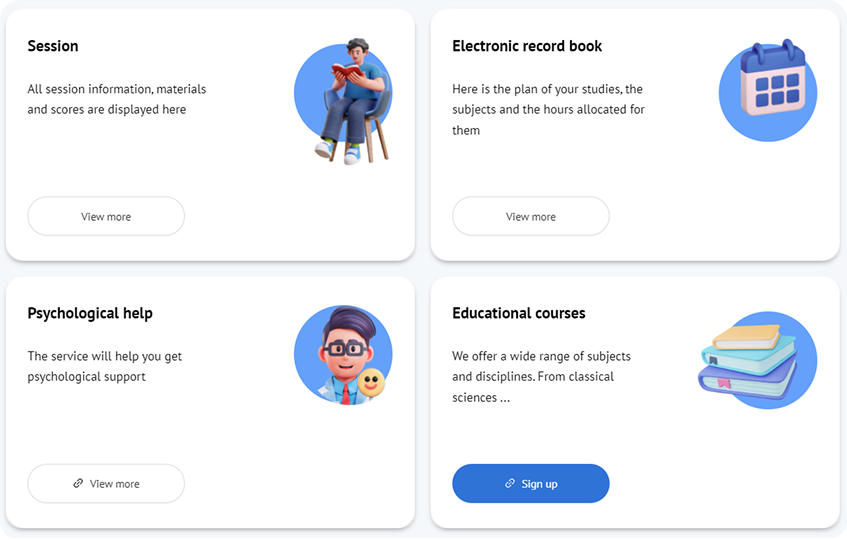 Session
All session information, materials
and scores are displayed here
View more
Electronic record book
Here is the plan of your studies, the
subjects and the hours allocated for
them
View more
Psychological help
The service will help you get
psychological support
View more
Educational courses
We offer a wide range of subjects
and disciplines. From classical
sciences ...
Sign up